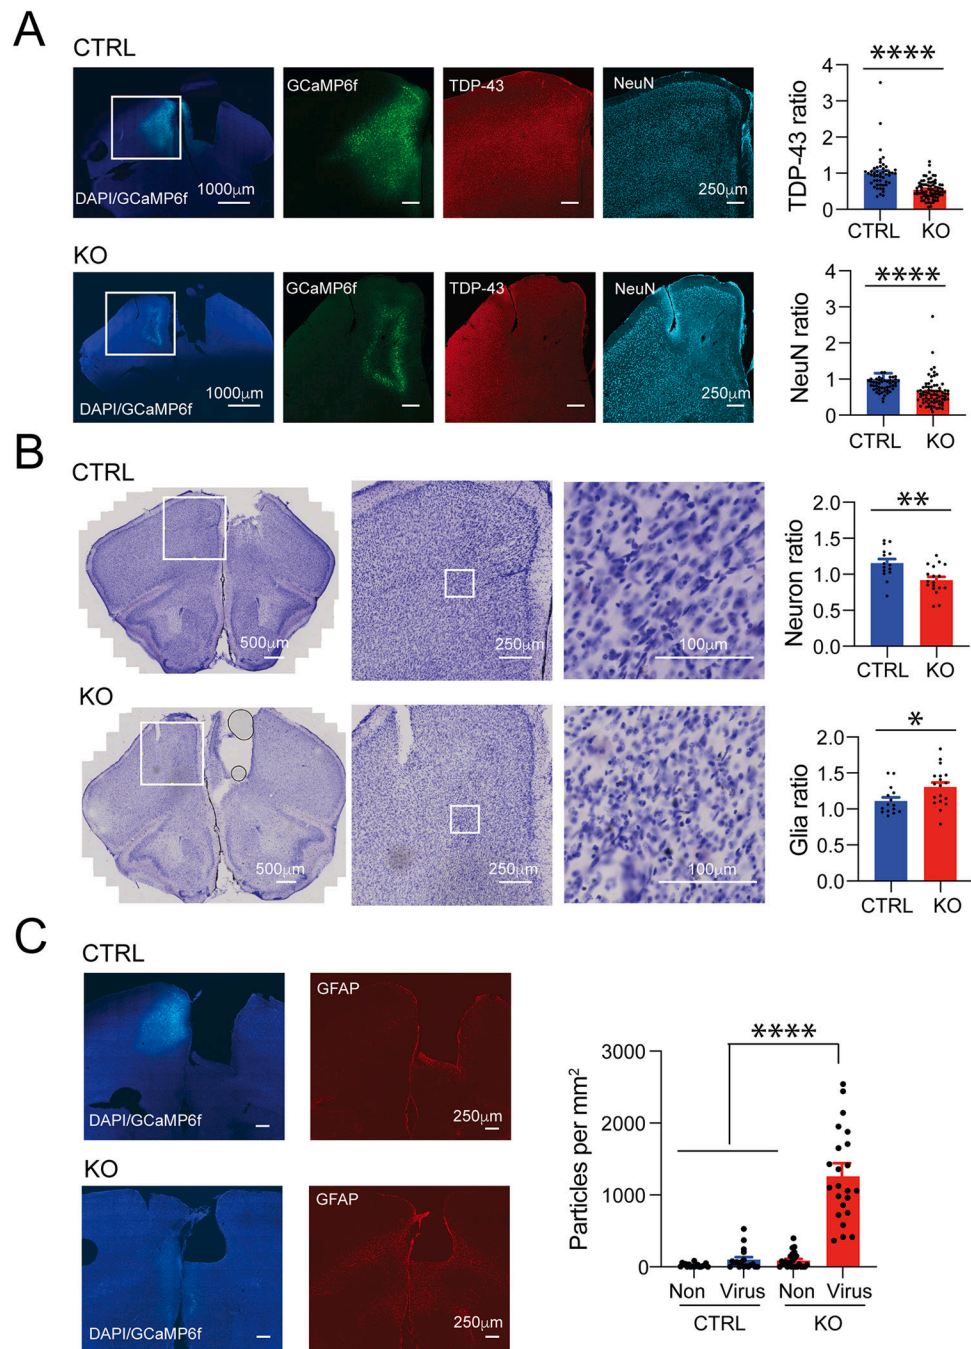 A
CTRL
DAPI/GCaMP6f
1000μm
GCaMP6f
TDP-43
NeuN
250μm
TDP-43 ratio
4
3
2
1
0
****
CTRL
KO
KO
DAPI/GCaMP6f
1000μm
GCaMP6f
TDP-43
NeuN
250μm
NeuN ratio
4
3
2
1
0
****
CTRL
KO
B
CTRL
500μm
250μm
100μm
Neuron ratio
2.0
1.5
1.0
0.5
0.0
**
CTRL
KO
KO
500μm
250μm
100μm
Glia ratio
2.0
1.5
1.0
0.5
0.0
*
CTRL
KO
C
CTRL
DAPI/GCaMP6f
GFAP
250μm
KO
DAPI/GCaMP6f
GFAP
250μm
Particles per mm²
3000
2000
1000
0
****
Non Virus Non Virus
CTRL KO